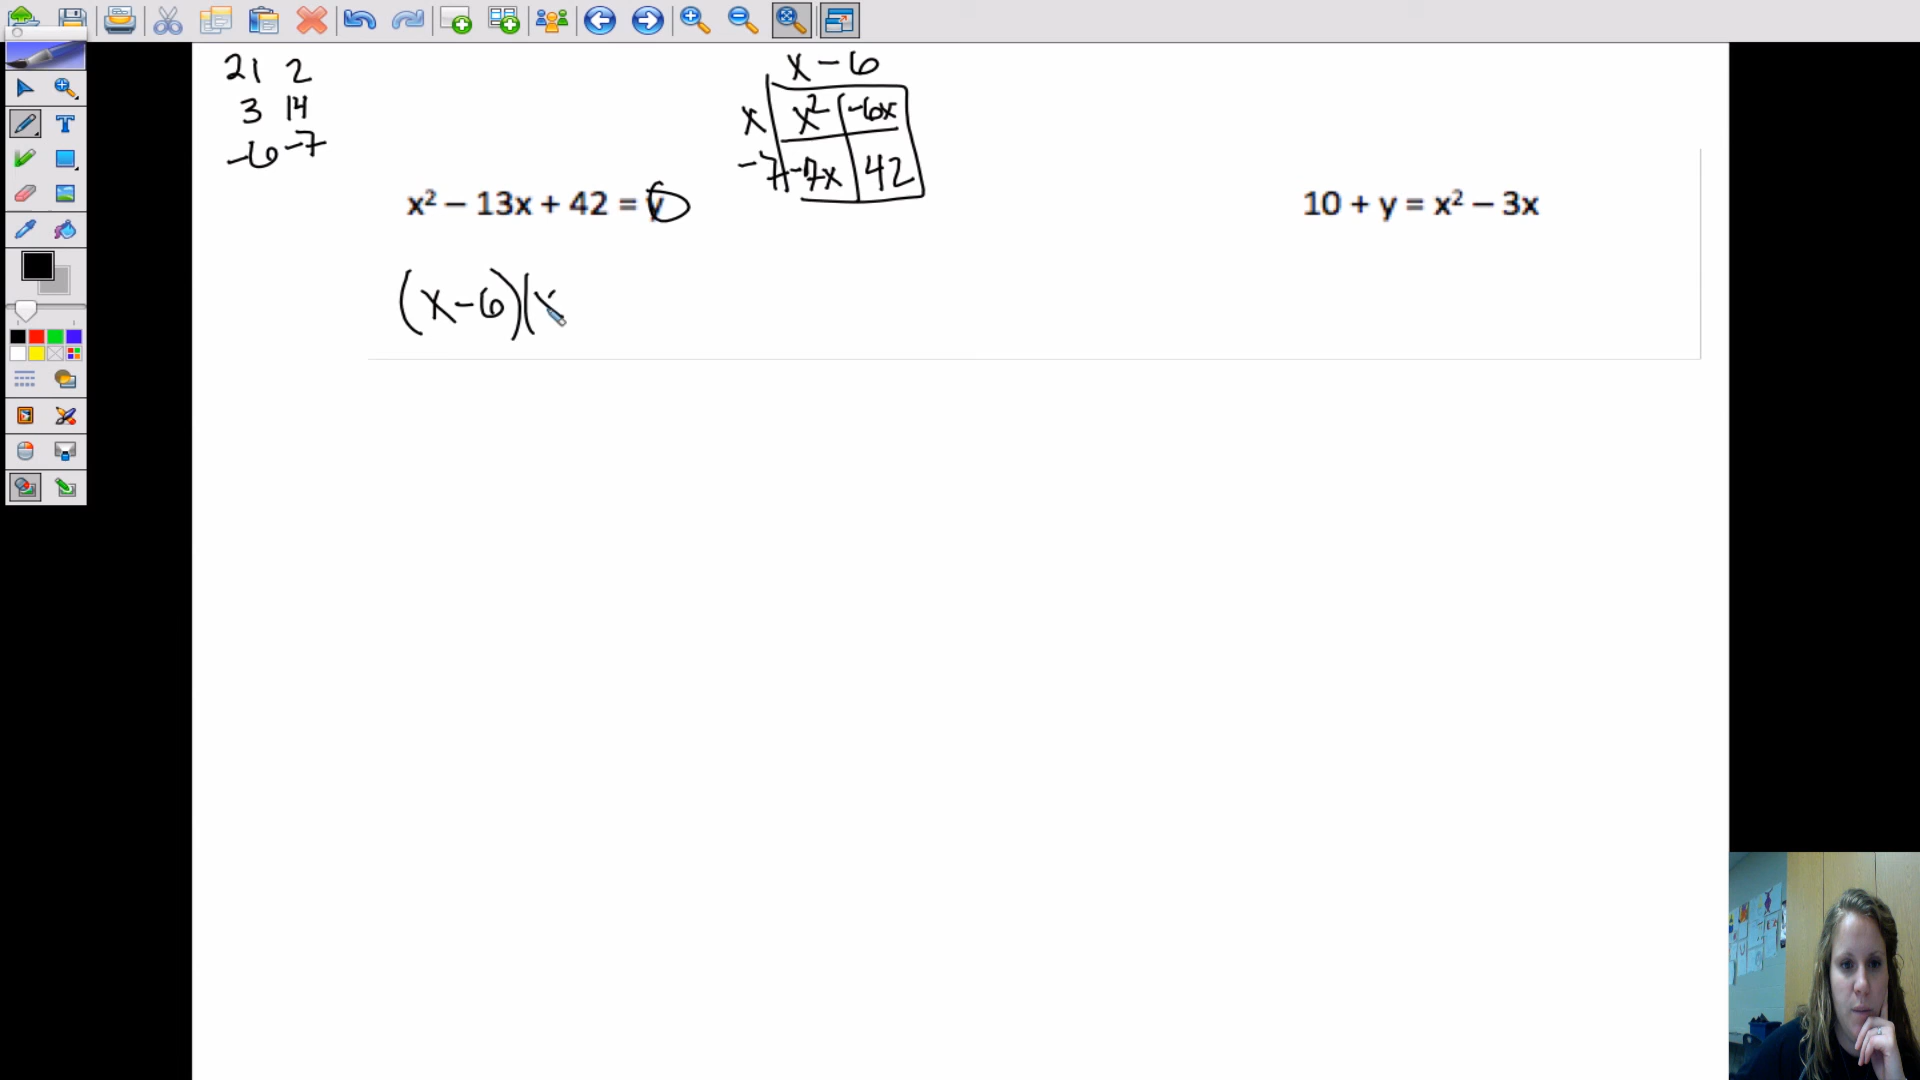 21 2
3 14
-6 -7
x - 6
x x² -6x
-7 -7x 42
x² – 13x + 42 =
10 + y = x² – 3x
(x-6)(x